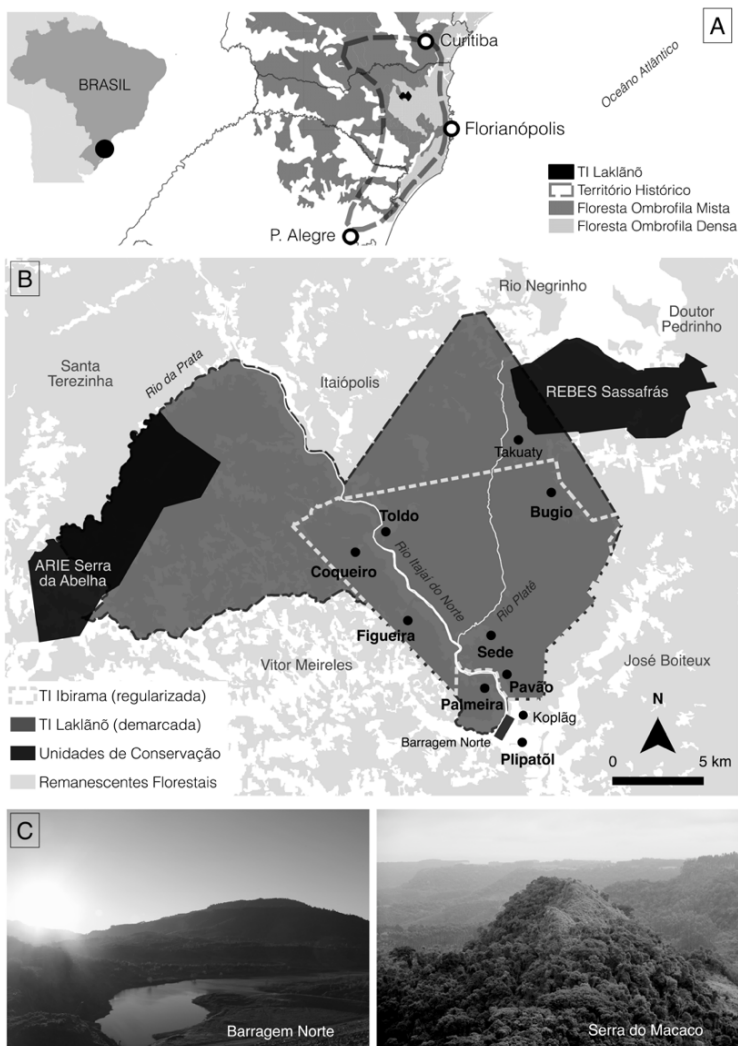 A
BRASIL
Curitiba
Oceâno Atlântico
Florianópolis
P. Alegre
TI Laklãnõ
Território Histórico
Floresta Ombrofila Mista
Floresta Ombrofila Densa
B
Rio Negrinho
Doutor
Pedrinho
Santa
Terezinha
Rio da Prata
Itaiópolis
REBES Sassafrás
Takuaty
Bugio
Toldo
Coqueiro
Rio Itajaí do Norte
ARIE Serra
da Abelha
Rio Platê
Figueira
Sede
Vitor Meireles
José Boiteux
Pavão
Palmeira
Koplãg
Barragem Norte
Plipatõl
TI Ibirama (regularizada)
TI Laklãnõ (demarcada)
Unidades de Conservação
Remanescentes Florestais
N
0 5 km
C
Barragem Norte
Serra do Macaco